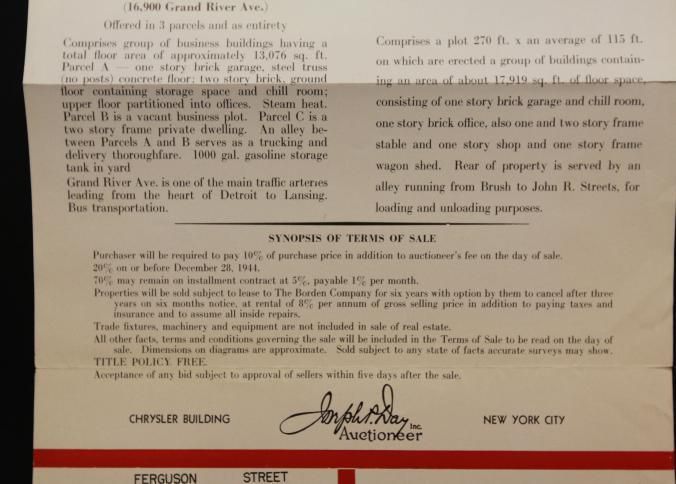 (16,900 Grand River Ave.)
Offered in 3 parcels and as entirety
Comprises group of business buildings having a
total floor area of approximately 13,076 sq. ft.
Parcel A — one story brick garage, steel truss
(no posts) concrete floor; two story brick, ground
floor containing storage space and chill room;
upper floor partitioned into offices. Steam heat.
Parcel B is a vacant business plot. Parcel C is a
two story frame private dwelling. An alley be-
tween Parcels A and B serves as a trucking and
delivery thoroughfare. 1000 gal. gasoline storage
tank in yard
Grand River Ave. is one of the main traffic arteries
leading from the heart of Detroit to Lansing.
Bus transportation.
Comprises a plot 270 ft. x an average of 115 ft.
on which are erected a group of buildings contain-
ing an area of about 17,919 sq. ft. of floor space,
consisting of one story brick garage and chill room,
one story brick office, also one and two story frame
stable and one story shop and one story frame
wagon shed. Rear of property is served by an
alley running from Brush to John R. Streets, for
loading and unloading purposes.
SYNOPSIS OF TERMS OF SALE
Purchaser will be required to pay 10% of purchase price in addition to auctioneer's fee on the day of sale.
20% on or before December 28, 1944.
70% may remain on installment contract at 5%, payable 1% per month.
Properties will be sold subject to lease to The Borden Company for six years with option by them to cancel after three
years on six months notice, at rental of 8% per annum of gross selling price in addition to paying taxes and
insurance and to assume all inside repairs.
Trade fixtures, machinery and equipment are not included in sale of real estate.
All other facts, terms and conditions governing the sale will be included in the Terms of Sale to be read on the day of
sale. Dimensions on diagrams are approximate. Sold subject to any state of facts accurate surveys may show.
TITLE POLICY FREE.
Acceptance of any bid subject to approval of sellers within five days after the sale.
CHRYSLER BUILDING
Joseph P. Day Inc.
Auctioneer
NEW YORK CITY
FERGUSON STREET